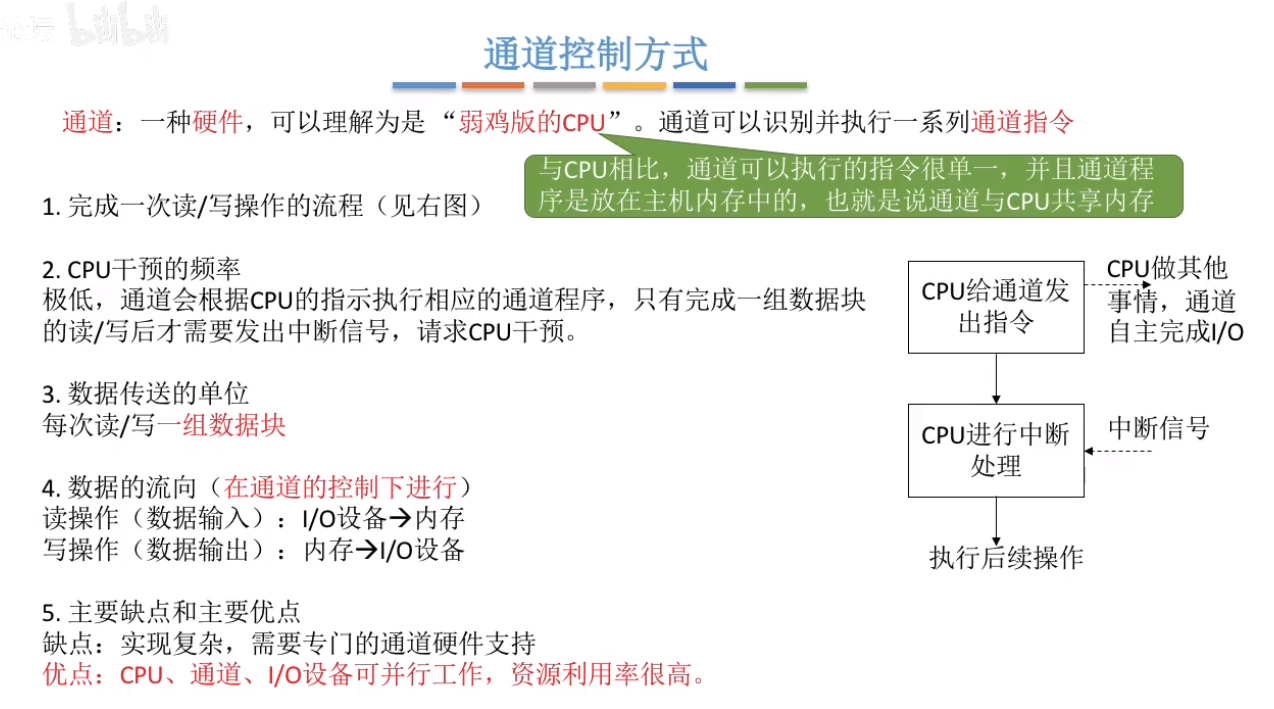 bilibili
通道控制方式
通道：一种硬件，可以理解为是 “弱鸡版的CPU”。通道可以识别并执行一系列通道指令
与CPU相比，通道可以执行的指令很单一，并且通道程
序是放在主机内存中的，也就是说通道与CPU共享内存
1. 完成一次读/写操作的流程（见右图）
2. CPU干预的频率
极低，通道会根据CPU的指示执行相应的通道程序，只有完成一组数据块
的读/写后才需要发出中断信号，请求CPU干预。
3. 数据传送的单位
每次读/写一组数据块
4. 数据的流向（在通道的控制下进行）
读操作（数据输入）：I/O设备→内存
写操作（数据输出）：内存→I/O设备
5. 主要缺点和主要优点
缺点：实现复杂，需要专门的通道硬件支持
优点：CPU、通道、I/O设备可并行工作，资源利用率很高。
CPU给通道发
出指令
CPU做其他
事情，通道
自主完成I/O
CPU进行中断
处理
中断信号
执行后续操作